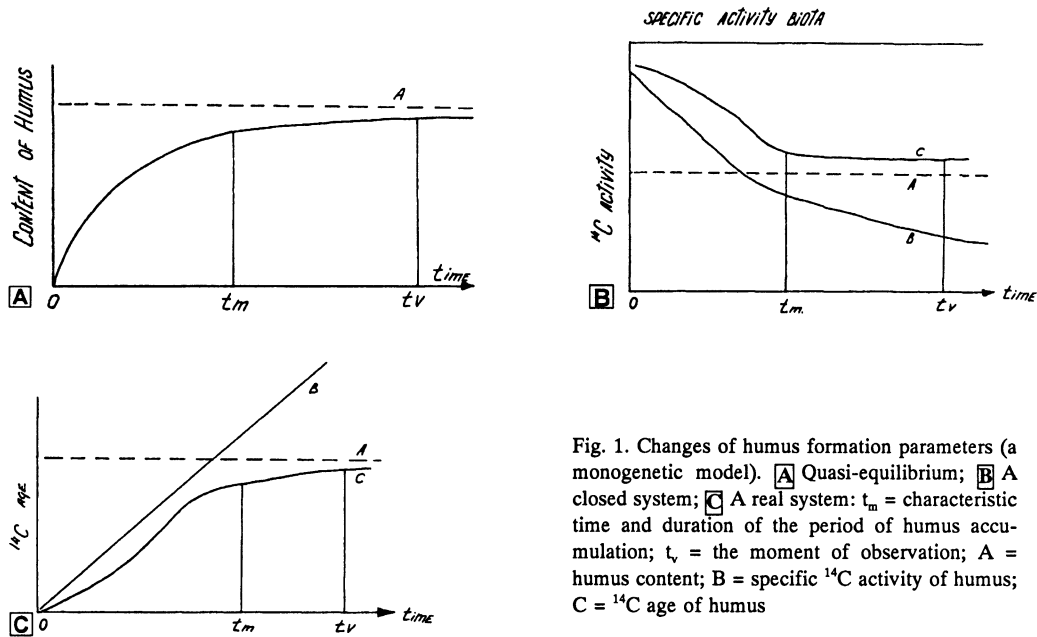 CONTENT OF HUMUS
A
TIME
0
tm
tv
A
SPECIFIC ACTIVITY BIOTA
¹⁴C ACTIVITY
C
A
B
TIME
0
tm.
tv
B
¹⁴C AGE
B
A
C
TIME
0
tm
tv
C
Fig. 1. Changes of humus formation parameters (a
monogenetic model). A Quasi-equilibrium; B A
closed system; C A real system: tₘ = characteristic
time and duration of the period of humus accu-
mulation; tᵥ = the moment of observation; A =
humus content; B = specific ¹⁴C activity of humus;
C = ¹⁴C age of humus